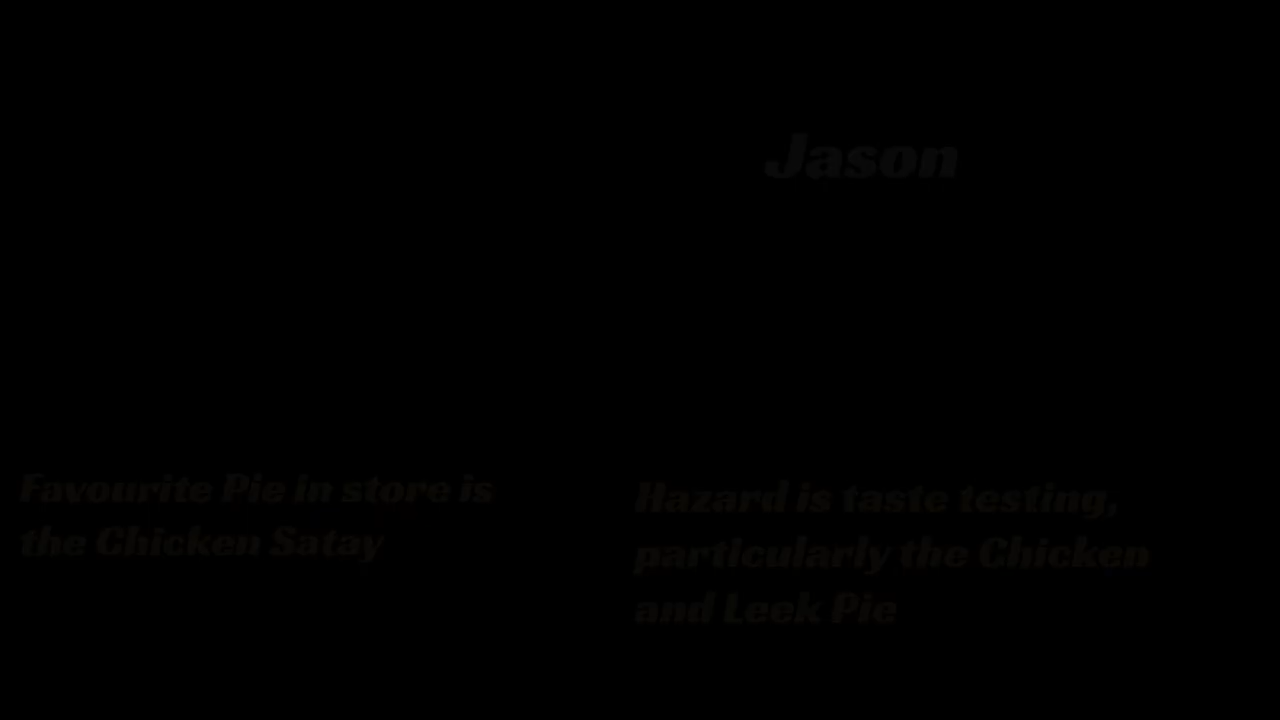 Jason
Favourite Pie in store is
the Chicken Satay
Hazard is taste testing,
particularly the Chicken
and Leek Pie